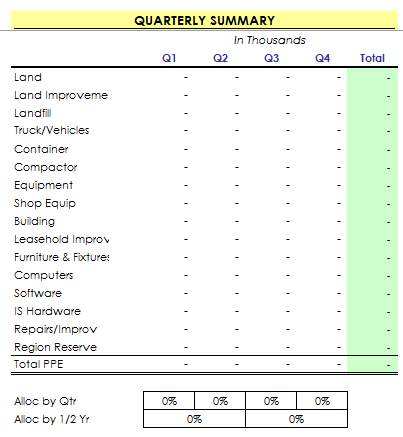 QUARTERLY SUMMARY
In Thousands
Q1 Q2 Q3 Q4 Total
Land - - - - -
Land Improveme - - - - -
Landfill - - - - -
Truck/Vehicles - - - - -
Container - - - - -
Compactor - - - - -
Equipment - - - - -
Shop Equip - - - - -
Building - - - - -
Leasehold Improv - - - - -
Furniture & Fixtures - - - - -
Computers - - - - -
Software - - - - -
IS Hardware - - - - -
Repairs/Improv - - - - -
Region Reserve - - - - -
Total PPE - - - - -
Alloc by Qtr 0% 0% 0% 0%
Alloc by 1/2 Yr 0% 0%